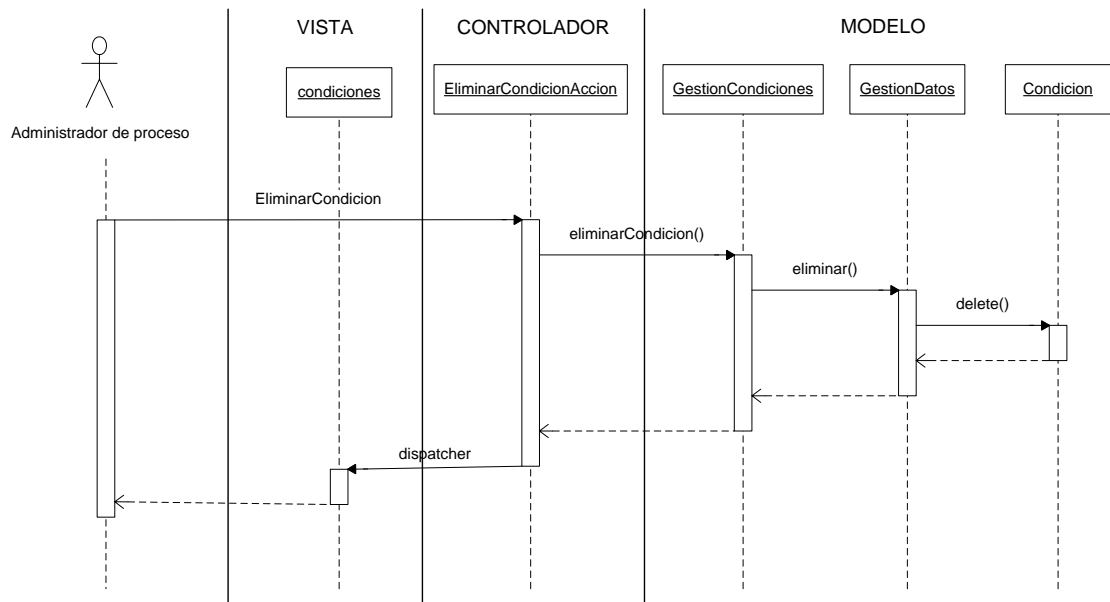 VISTA
CONTROLADOR
MODELO
condiciones
EliminarCondicionAccion
GestionCondiciones
GestionDatos
Condicion
Administrador de proceso
EliminarCondicion
eliminarCondicion()
eliminar()
delete()
dispatcher